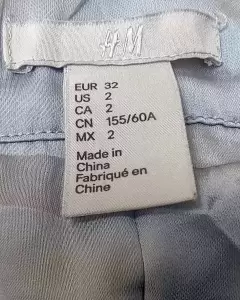 H&M
EUR 32
US 2
CA 2
CN 155/60A
MX 2
Made in
China
Fabriqué en
Chine